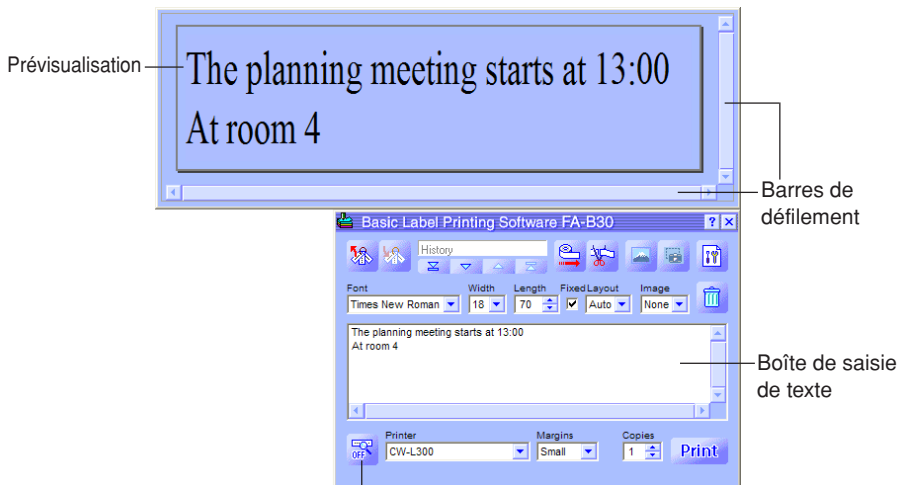 Prévisualisation
The planning meeting starts at 13:00
At room 4
Barres de
défilement
Basic Label Printing Software FA-B30
History
Font Width Length Fixed Layout Image
Times New Roman 18 70 Auto None
The planning meeting starts at 13:00
At room 4
Boîte de saisie
de texte
Printer Margins Copies
OFF CW-L300 Small 1 Print